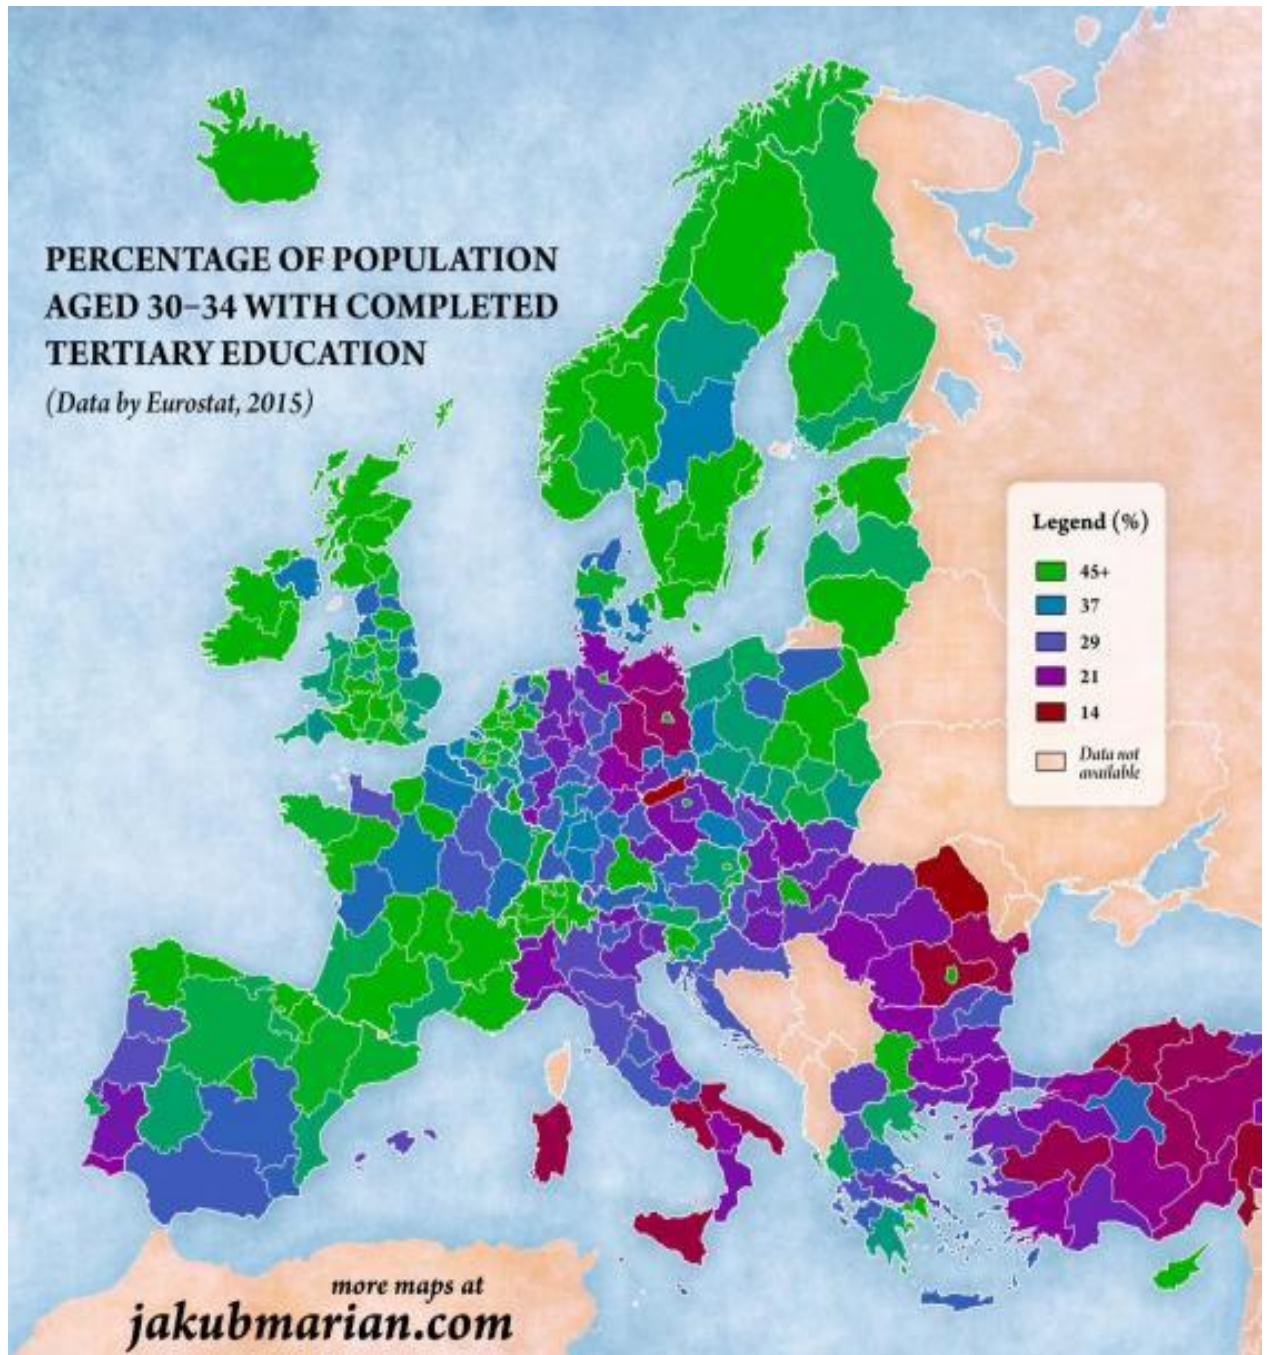 PERCENTAGE OF POPULATION
AGED 30–34 WITH COMPLETED
TERTIARY EDUCATION
(Data by Eurostat, 2015)
Legend (%)
45+
37
29
21
14
Data not
available
more maps at
jakubmarian.com